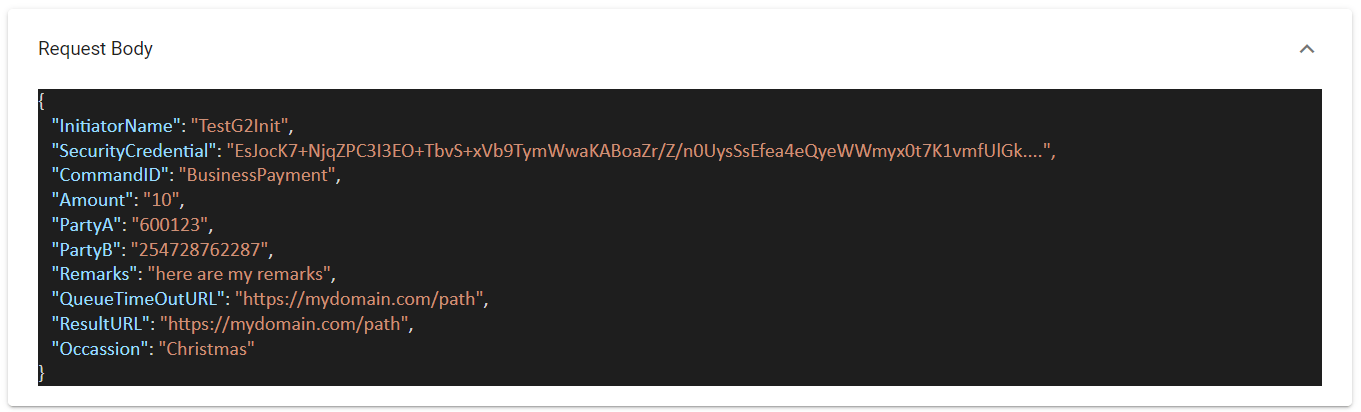 Request Body
{
"InitiatorName": "TestG2Init",
"SecurityCredential": "EsJocK7+NjqZPC3I3EO+TbvS+xVb9TymWwaKABoaZr/Z/n0UysSsEfea4eQyeWWmyx0t7K1vmfUlGk....",
"CommandID": "BusinessPayment",
"Amount": "10",
"PartyA": "600123",
"PartyB": "254728762287",
"Remarks": "here are my remarks",
"QueueTimeOutURL": "https://mydomain.com/path",
"ResultURL": "https://mydomain.com/path",
"Occassion": "Christmas"
}